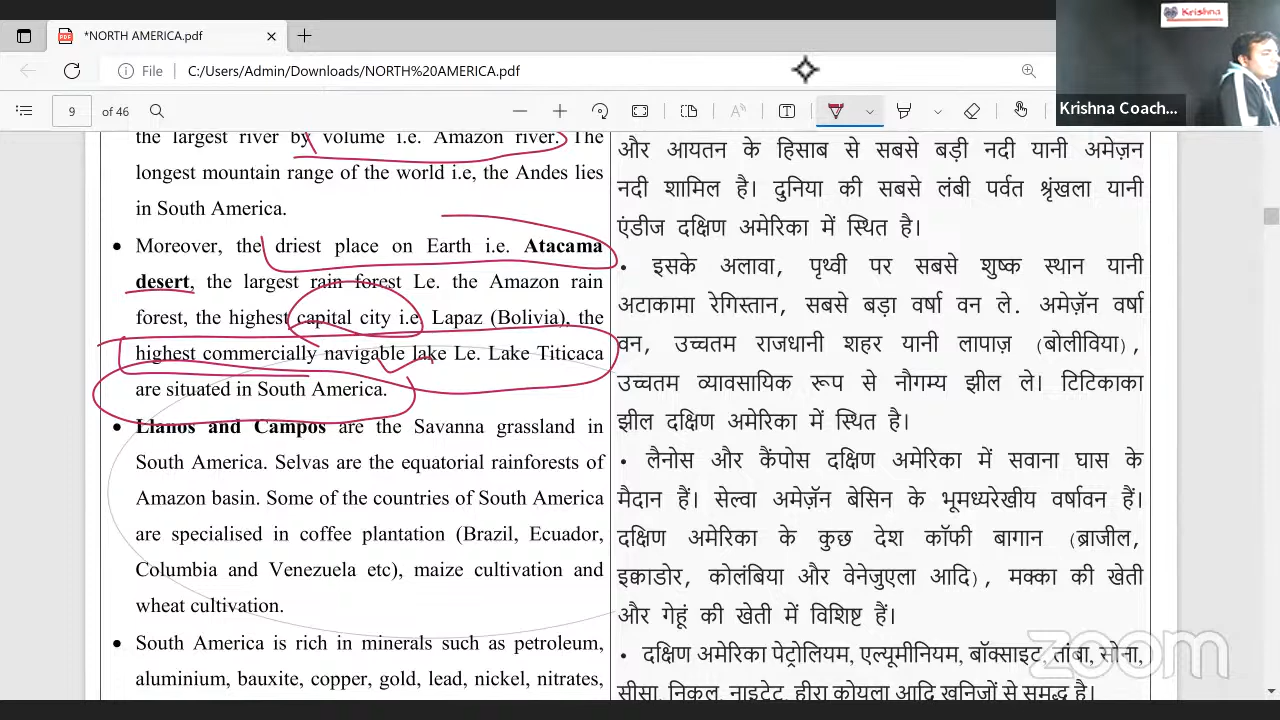 *NORTH AMERICA.pdf
File
C:/Users/Admin/Downloads/NORTH%20AMERICA.pdf
Krishna
Krishna Coach...
9 of 46
the largest river by volume i.e. Amazon river. The
longest mountain range of the world i.e, the Andes lies
in South America.
• Moreover, the driest place on Earth i.e. Atacama
desert, the largest rain forest Le. the Amazon rain
forest, the highest capital city i.e. Lapaz (Bolivia), the
highest commercially navigable lake Le. Lake Titicaca
are situated in South America.
• Llanos and Campos are the Savanna grassland in
South America. Selvas are the equatorial rainforests of
Amazon basin. Some of the countries of South America
are specialised in coffee plantation (Brazil, Ecuador,
Columbia and Venezuela etc), maize cultivation and
wheat cultivation.
• South America is rich in minerals such as petroleum,
aluminium, bauxite, copper, gold, lead, nickel, nitrates,
और आयतन के हिसाब से सबसे बड़ी नदी यानी अमेज़न
नदी शामिल है। दुनिया की सबसे लंबी पर्वत श्रृंखला यानी
एंडीज दक्षिण अमेरिका में स्थित है।
• इसके अलावा, पृथ्वी पर सबसे शुष्क स्थान यानी
अटाकामा रेगिस्तान, सबसे बड़ा वर्षा वन ले. अमेज़ॅन वर्षा
वन, उच्चतम राजधानी शहर यानी लापाज़ (बोलीविया),
उच्चतम व्यावसायिक रूप से नौगम्य झील ले। टिटिकाका
झील दक्षिण अमेरिका में स्थित है।
• लैनोस और कैंपोस दक्षिण अमेरिका में सवाना घास के
मैदान हैं। सेल्वा अमेज़ॅन बेसिन के भूमध्यरेखीय वर्षावन हैं।
दक्षिण अमेरिका के कुछ देश कॉफी बागान (ब्राजील,
इक्वाडोर, कोलंबिया और वेनेजुएला आदि), मक्का की खेती
और गेहूं की खेती में विशिष्ट हैं।
• दक्षिण अमेरिका पेट्रोलियम, एल्यूमीनियम, बॉक्साइट, तांबा, सोना,
सीसा, निकल, नाइट्रेट, हीरा कोयला आदि खनिजों से समृद्ध है।
zoom